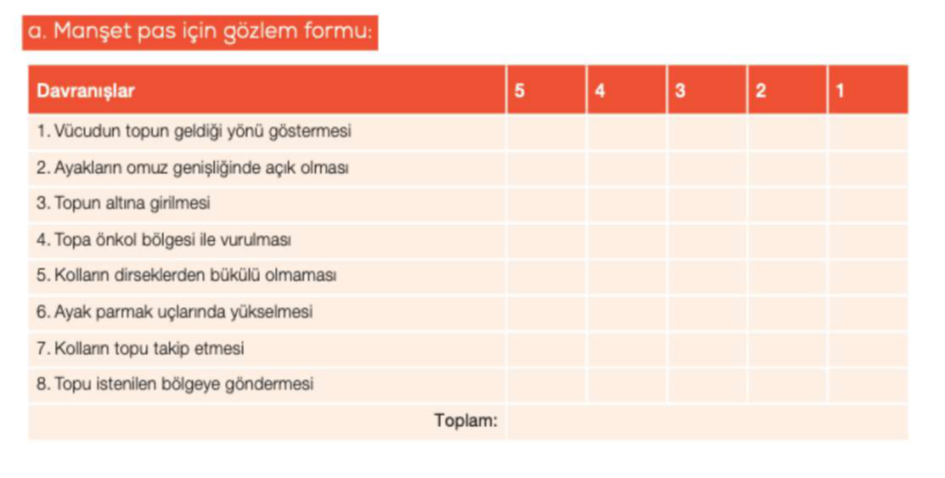 a. Manşet pas için gözlem formu:
Davranışlar 5 4 3 2 1
1. Vücudun topun geldiği yönü göstermesi
2. Ayakların omuz genişliğinde açık olması
3. Topun altına girilmesi
4. Topa önkol bölgesi ile vurulması
5. Kolların dirseklerden bükülü olmaması
6. Ayak parmak uçlarında yükselmesi
7. Kolların topu takip etmesi
8. Topu istenilen bölgeye göndermesi
Toplam: